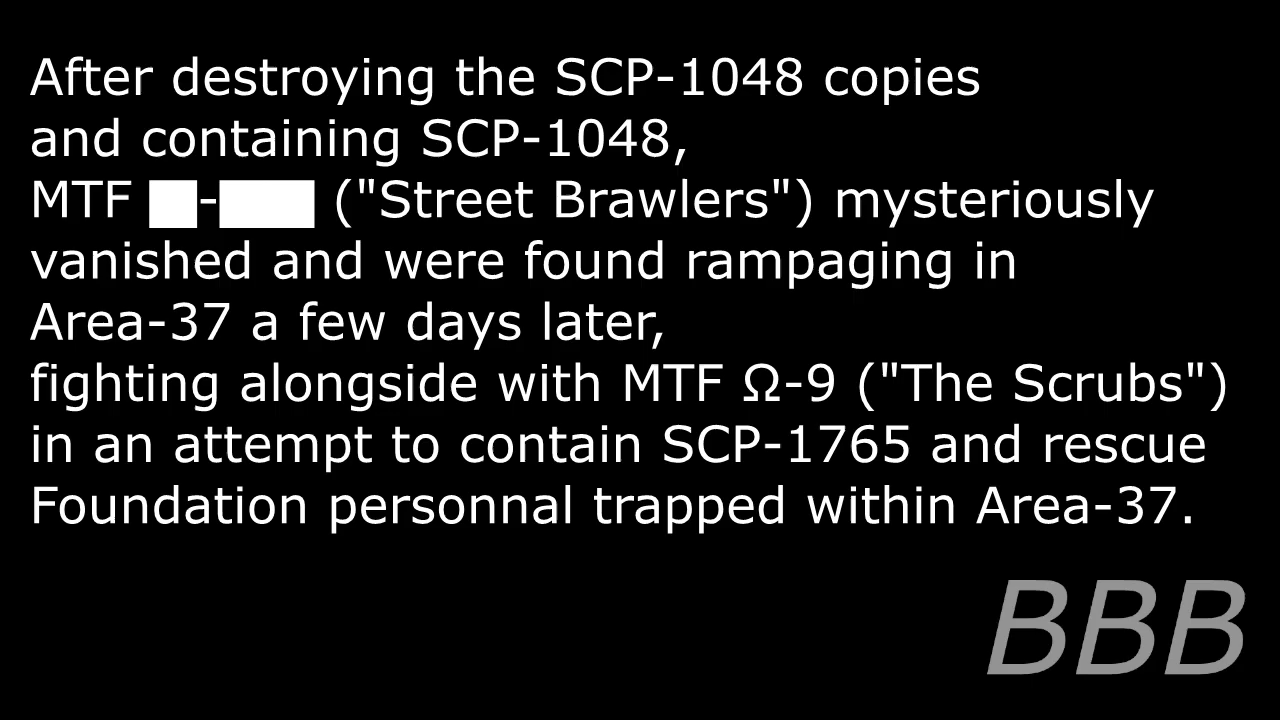 After destroying the SCP-1048 copies
and containing SCP-1048,
MTF █-██ ("Street Brawlers") mysteriously
vanished and were found rampaging in
Area-37 a few days later,
fighting alongside with MTF Ω-9 ("The Scrubs")
in an attempt to contain SCP-1765 and rescue
Foundation personnal trapped within Area-37.
BBB